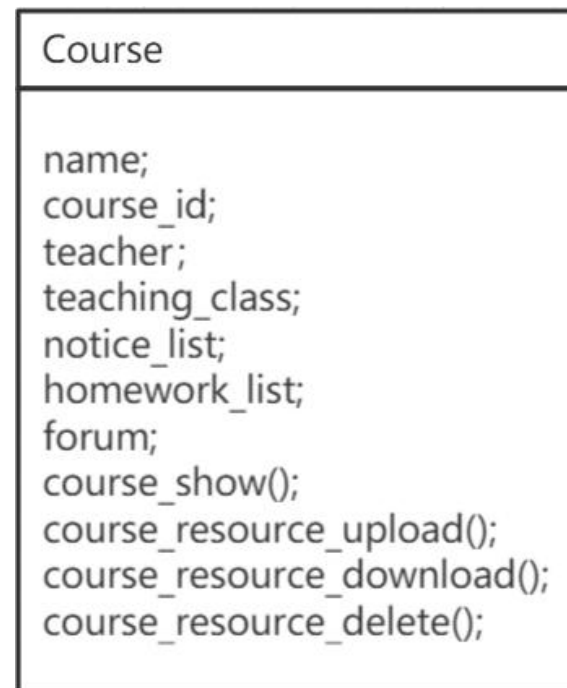 Course
name;
course_id;
teacher;
teaching_class;
notice_list;
homework_list;
forum;
course_show();
course_resource_upload();
course_resource_download();
course_resource_delete();